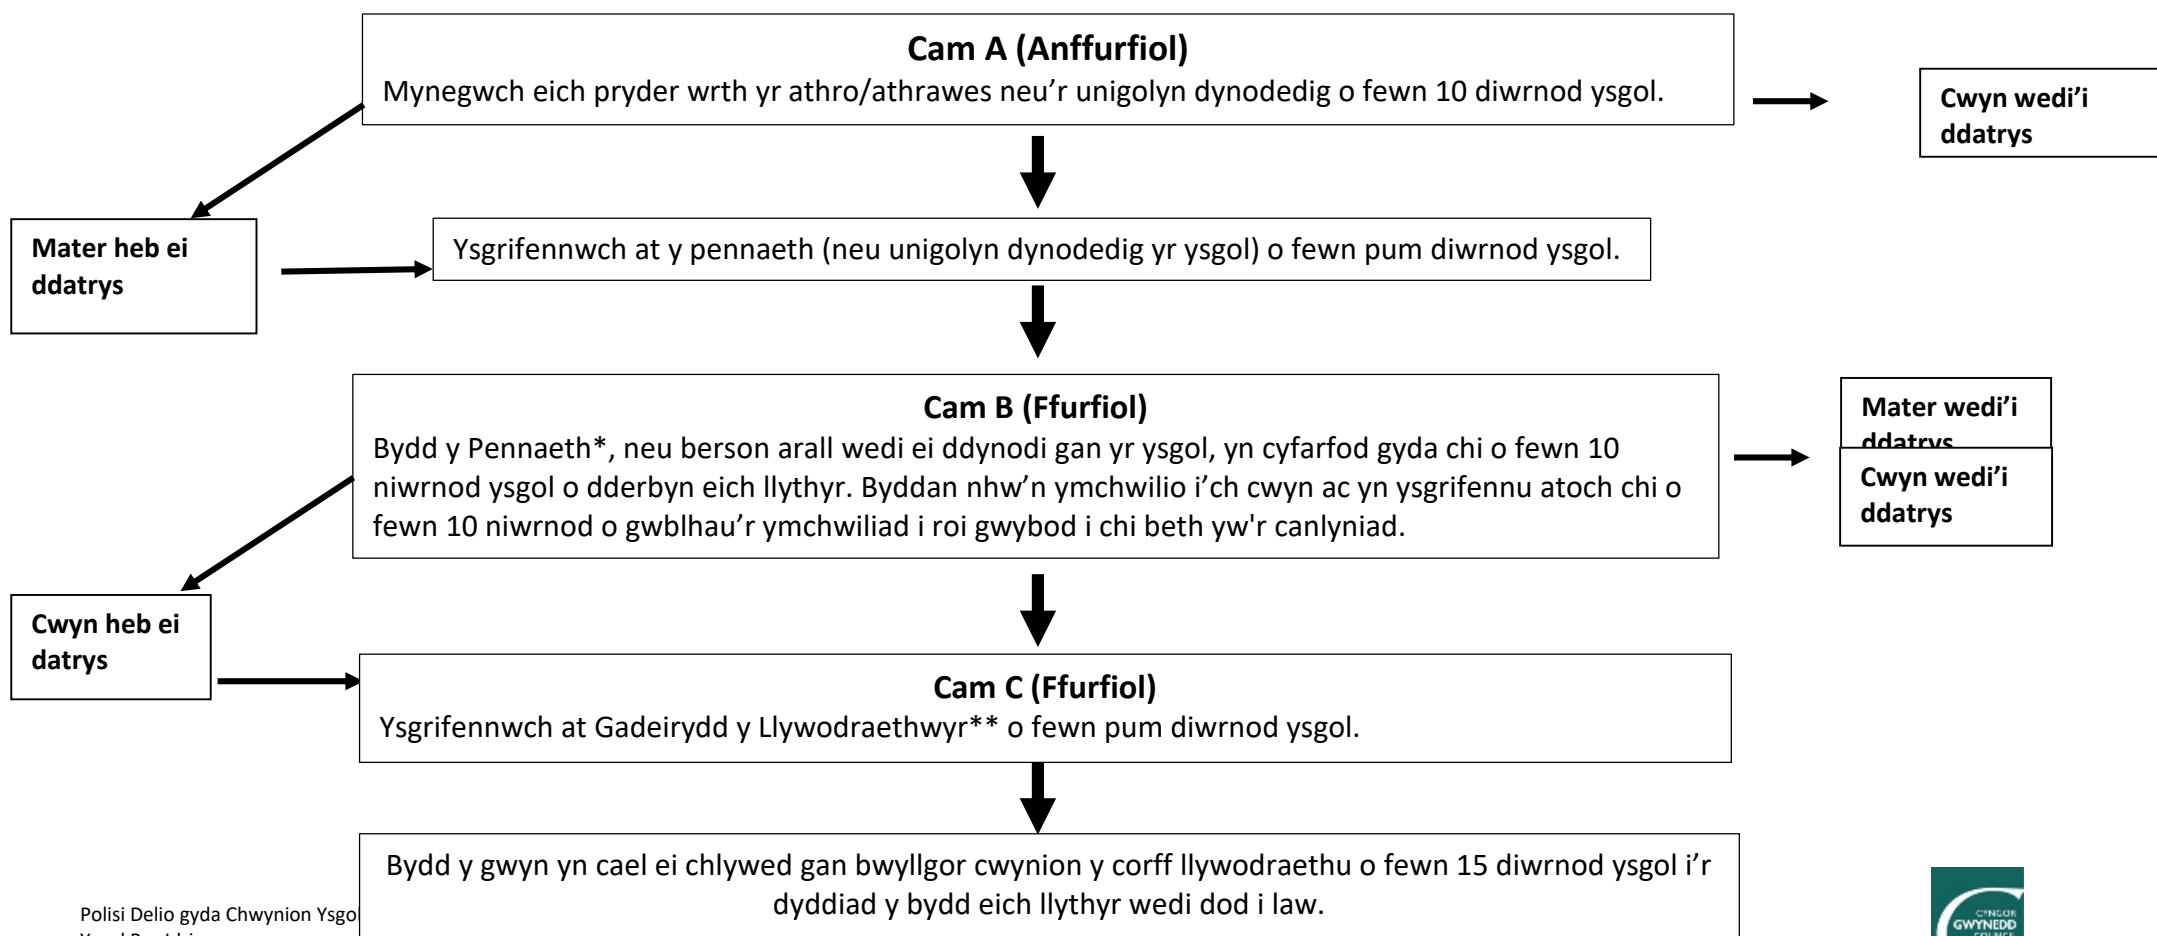 Cam A (Anffurfiol)
Mynegwch eich pryder wrth yr athro/athrawes neu'r unigolyn dynodedig o fewn 10 diwrnod ysgol.
Cwyn wedi'i
ddatrys
Mater heb ei
ddatrys
Ysgrifennwch at y pennaeth (neu unigolyn dynodedig yr ysgol) o fewn pum diwrnod ysgol.
Cam B (Ffurfiol)
Bydd y Pennaeth*, neu berson arall wedi ei ddynodi gan yr ysgol, yn cyfarfod gyda chi o fewn 10
niwrnod ysgol o dderbyn eich llythyr. Byddan nhw'n ymchwilio i'ch cwyn ac yn ysgrifennu atoch chi o
fewn 10 niwrnod o gwblhau'r ymchwiliad i roi gwybod i chi beth yw'r canlyniad.
Mater wedi'i
ddatrys
Cwyn wedi'i
ddatrys
Cwyn heb ei
datrys
Cam C (Ffurfiol)
Ysgrifennwch at Gadeirydd y Llywodraethwyr** o fewn pum diwrnod ysgol.
Bydd y gwyn yn cael ei chlywed gan bwyllgor cwynion y corff llywodraethu o fewn 15 diwrnod ysgol i'r
dyddiad y bydd eich llythyr wedi dod i law.
Polisi Delio gyda Chwynion Ysgol
CYNGOR
GWYNEDD
COUNCIL